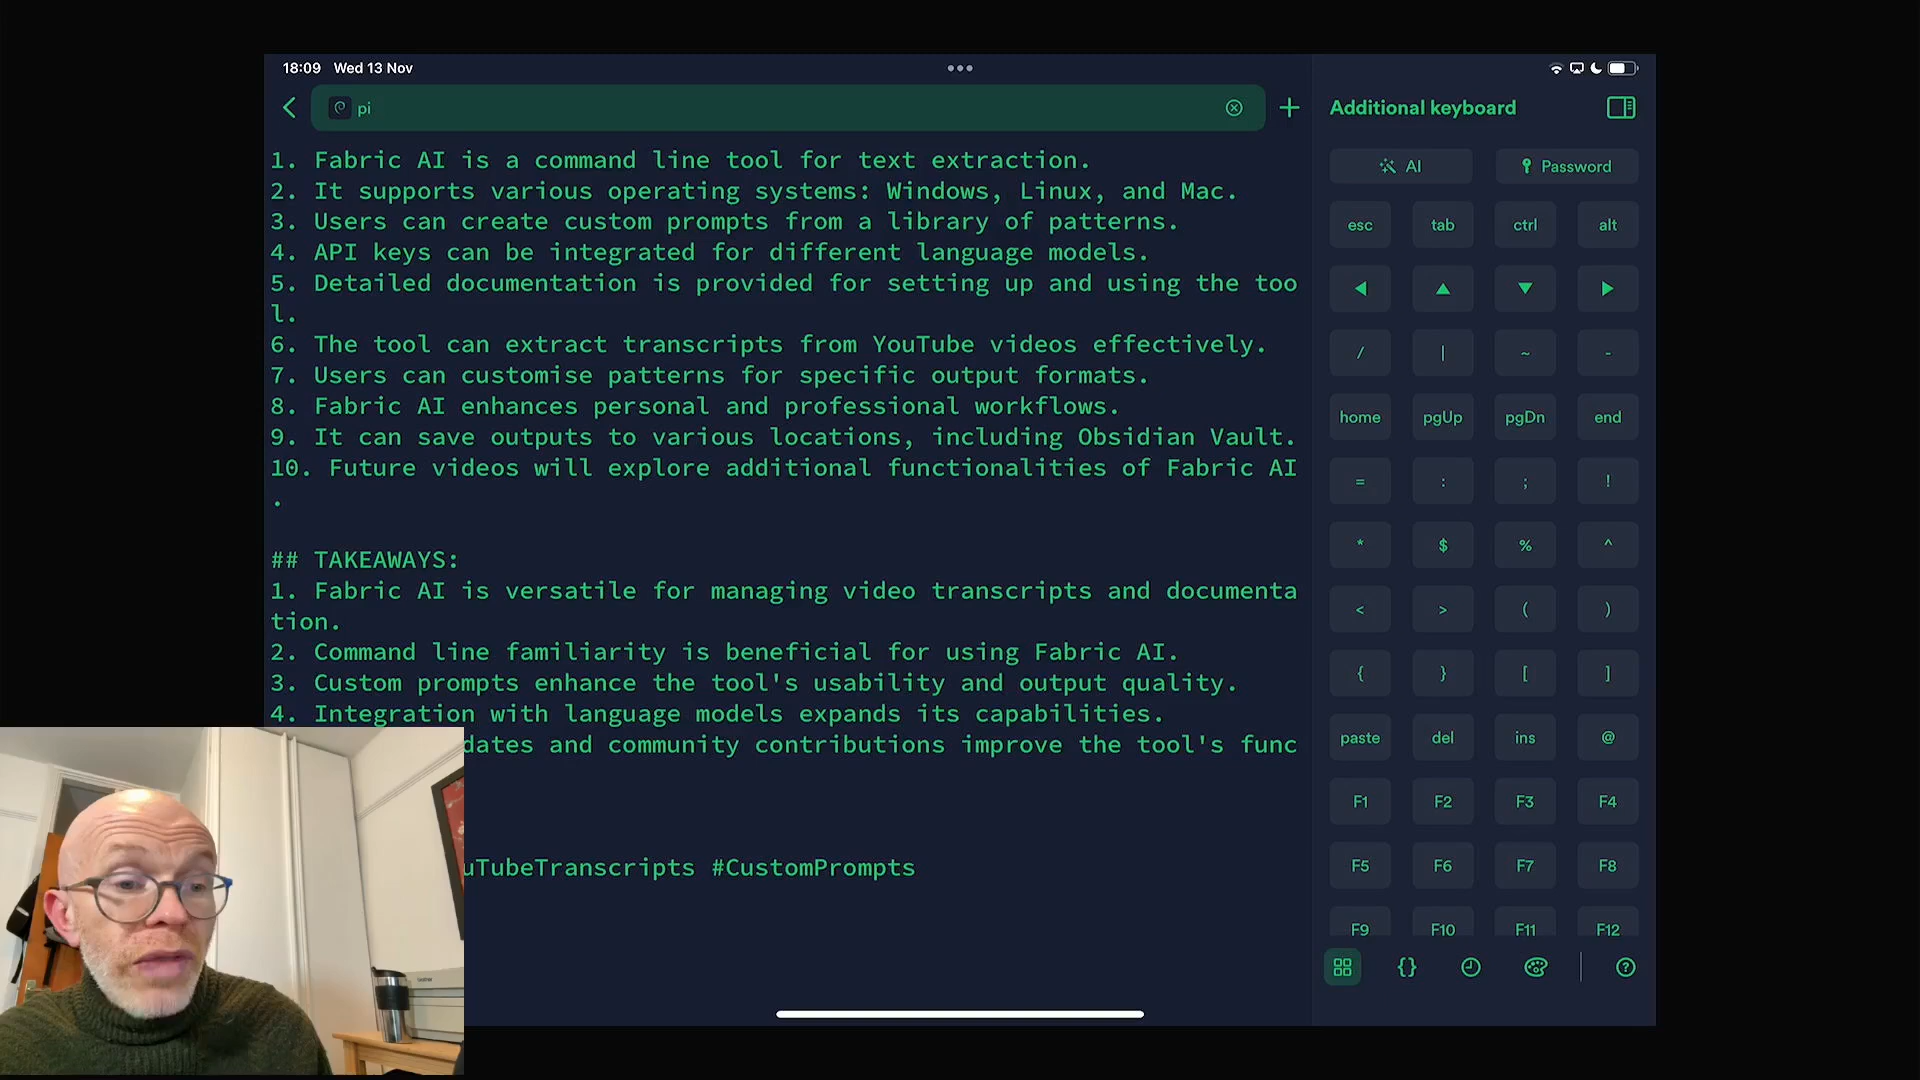 18:09 Wed 13 Nov
pi
Additional keyboard
1. Fabric AI is a command line tool for text extraction.
2. It supports various operating systems: Windows, Linux, and Mac.
3. Users can create custom prompts from a library of patterns.
4. API keys can be integrated for different language models.
5. Detailed documentation is provided for setting up and using the too
l.
6. The tool can extract transcripts from YouTube videos effectively.
7. Users can customise patterns for specific output formats.
8. Fabric AI enhances personal and professional workflows.
9. It can save outputs to various locations, including Obsidian Vault.
10. Future videos will explore additional functionalities of Fabric AI
.
## TAKEAWAYS:
1. Fabric AI is versatile for managing video transcripts and documenta
tion.
2. Command line familiarity is beneficial for using Fabric AI.
3. Custom prompts enhance the tool's usability and output quality.
4. Integration with language models expands its capabilities.
dates and community contributions improve the tool's func
uTubeTranscripts #CustomPrompts
AI Password
esc tab ctrl alt
/ | ~ -
home pgUp pgDn end
= : ; !
* $ % ^
< > ( )
{ } [ ]
paste del ins @
F1 F2 F3 F4
F5 F6 F7 F8
F9 F10 F11 F12
{} ?